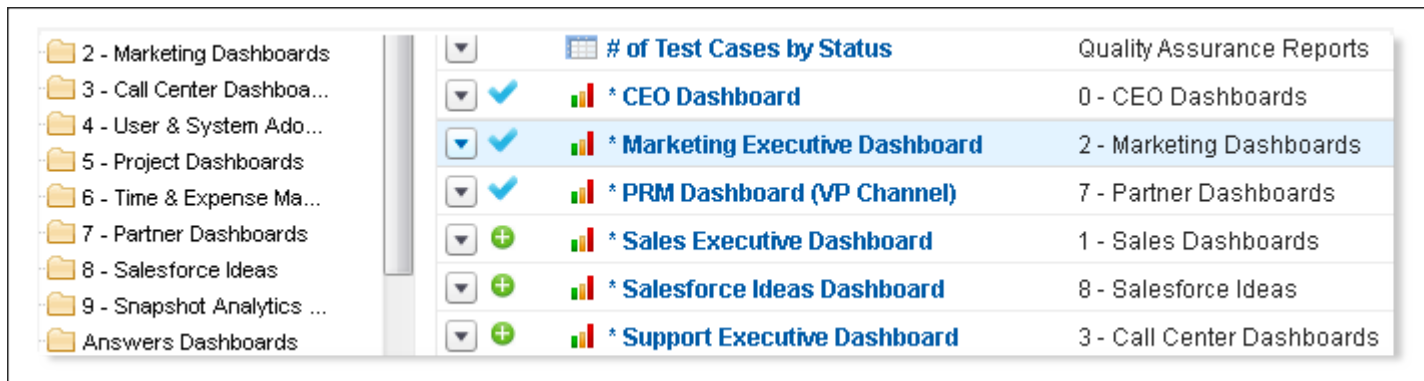 2 - Marketing Dashboards
3 - Call Center Dashboa...
4 - User & System Ado...
5 - Project Dashboards
6 - Time & Expense Ma...
7 - Partner Dashboards
8 - Salesforce Ideas
9 - Snapshot Analytics ...
Answers Dashboards
# of Test Cases by Status Quality Assurance Reports
* CEO Dashboard 0 - CEO Dashboards
* Marketing Executive Dashboard 2 - Marketing Dashboards
* PRM Dashboard (VP Channel) 7 - Partner Dashboards
* Sales Executive Dashboard 1 - Sales Dashboards
* Salesforce Ideas Dashboard 8 - Salesforce Ideas
* Support Executive Dashboard 3 - Call Center Dashboards